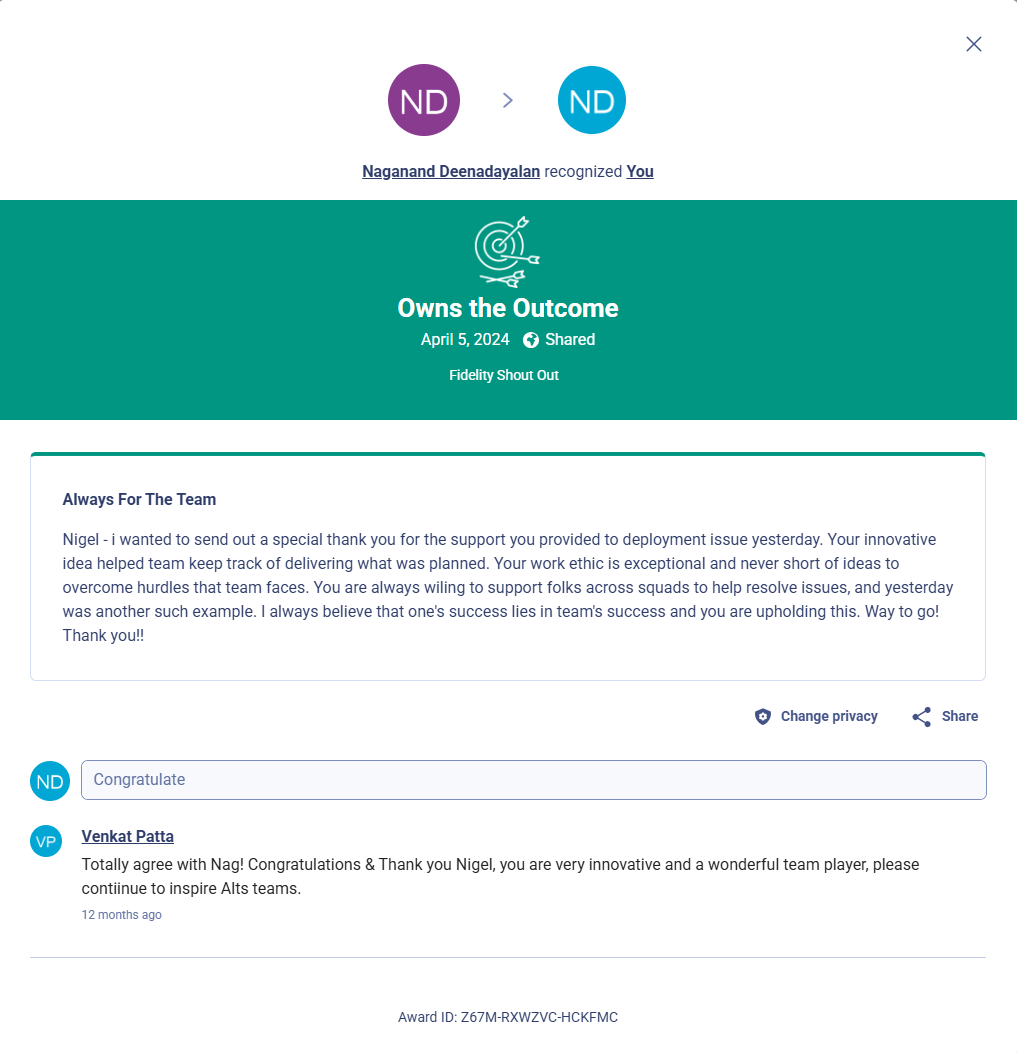 ND > ND
Naganand Deenadayalan recognized You
Owns the Outcome
April 5, 2024 Shared
Fidelity Shout Out
Always For The Team
Nigel - i wanted to send out a special thank you for the support you provided to deployment issue yesterday. Your innovative
idea helped team keep track of delivering what was planned. Your work ethic is exceptional and never short of ideas to
overcome hurdles that team faces. You are always wiling to support folks across squads to help resolve issues, and yesterday
was another such example. I always believe that one's success lies in team's success and you are upholding this. Way to go!
Thank you!!
Change privacy Share
ND Congratulate
VP Venkat Patta
Totally agree with Nag! Congratulations & Thank you Nigel, you are very innovative and a wonderful team player, please
contiinue to inspire Alts teams.
12 months ago
Award ID: Z67M-RXWZVC-HCKFMC